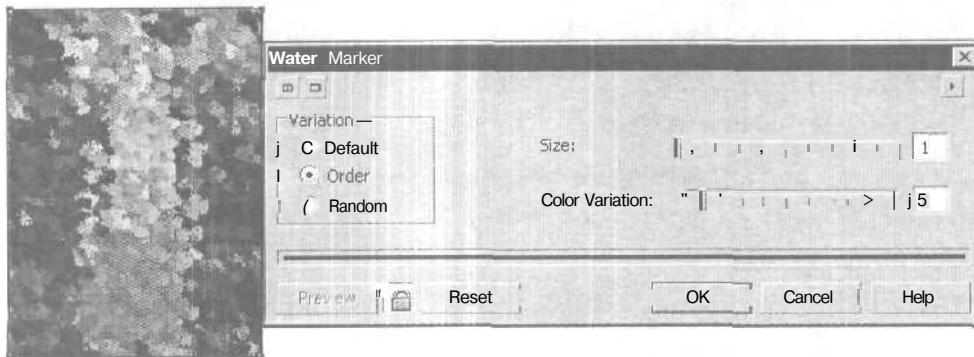 Water Marker
Variation
Default
Order
Random
Size: 1
Color Variation: 5
Preview
Reset
OK
Cancel
Help